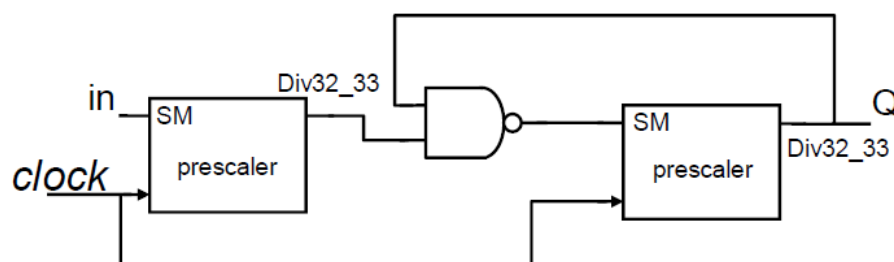 in
SM
Div32_33
prescaler
clock
SM
prescaler
Q
Div32_33